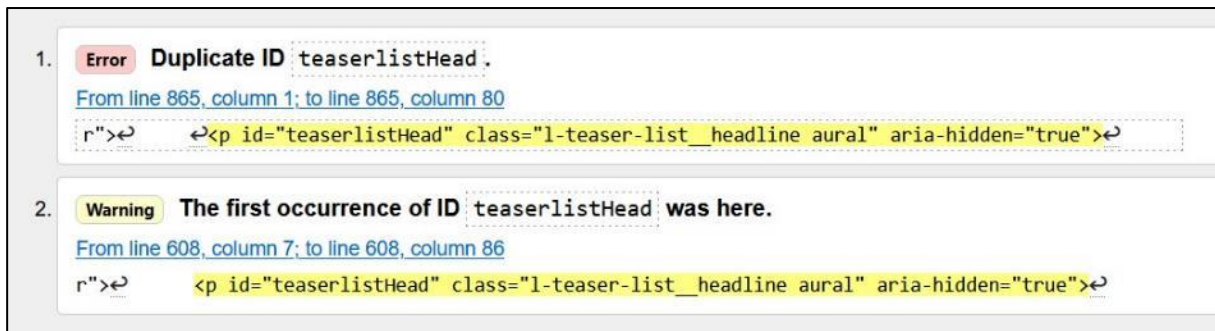 1. Error Duplicate ID teaserlistHead.
From line 865, column 1; to line 865, column 80
r">↩ ↩<p id="teaserlistHead" class="l-teaser-list__headline aural" aria-hidden="true">↩
2. Warning The first occurrence of ID teaserlistHead was here.
From line 608, column 7; to line 608, column 86
r">↩ <p id="teaserlistHead" class="l-teaser-list__headline aural" aria-hidden="true">↩